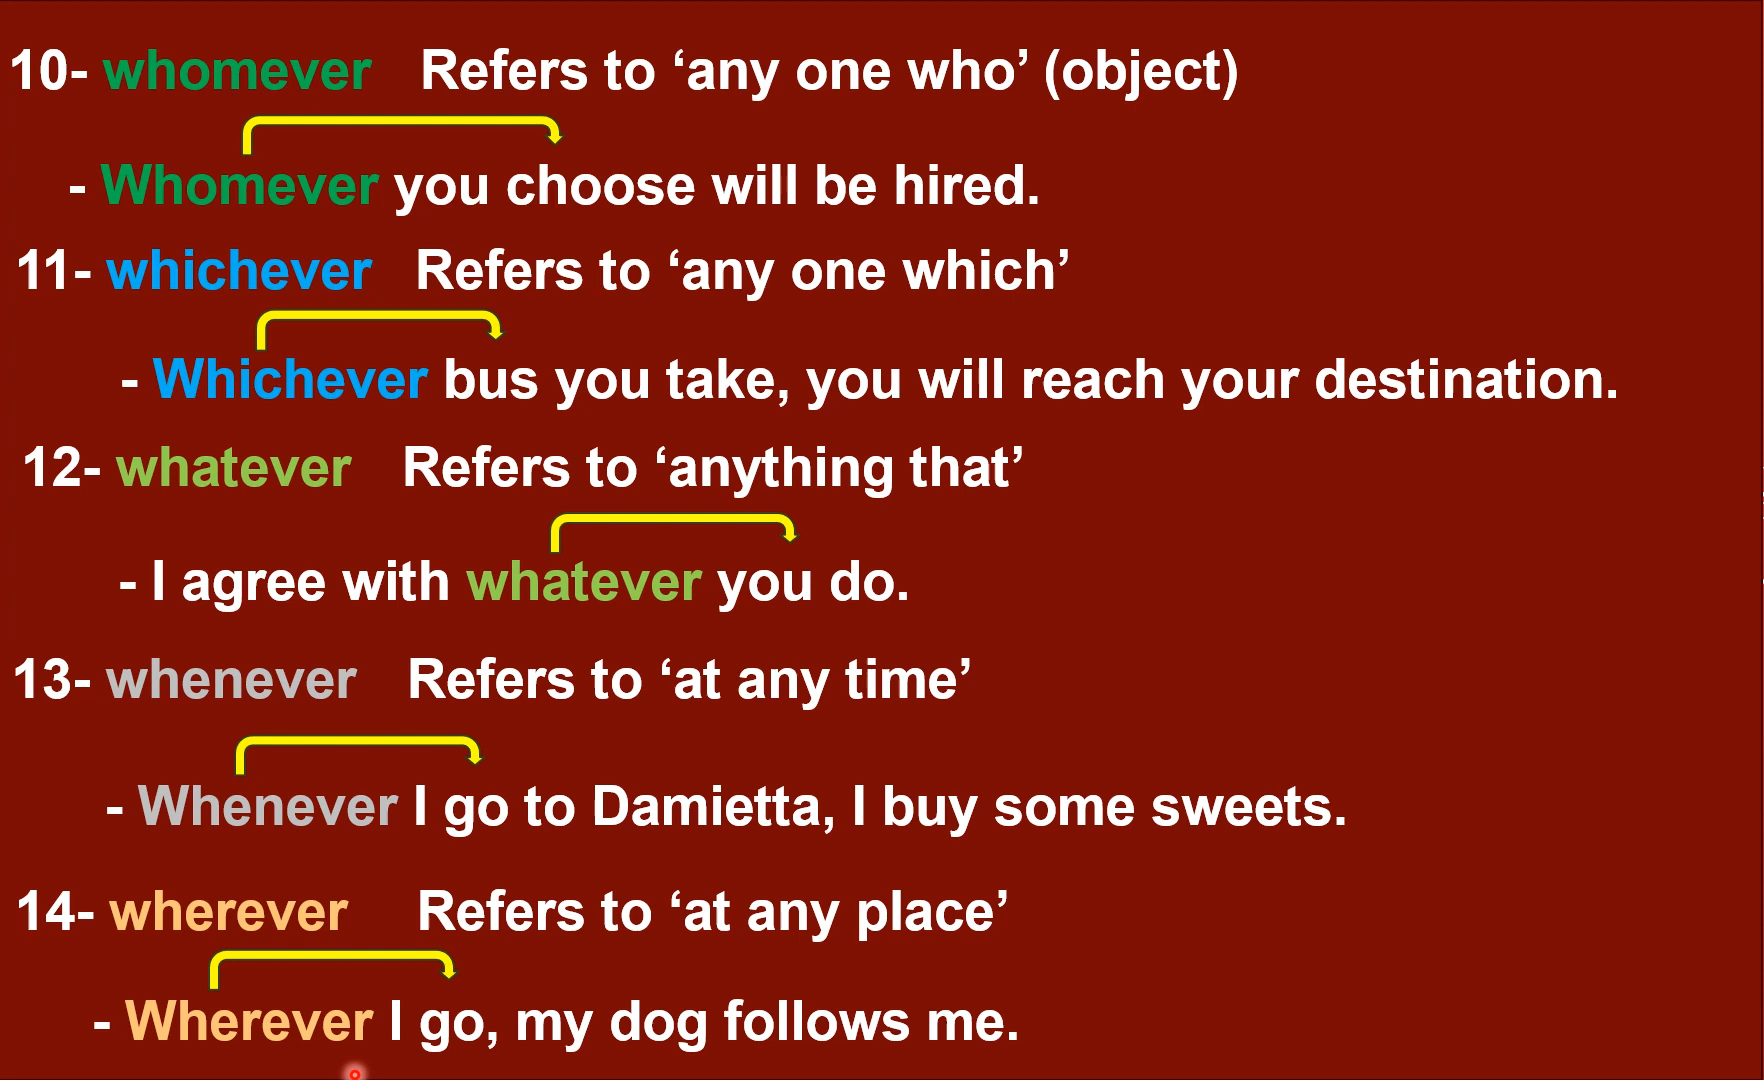 10- whomever Refers to ‘any one who’ (object)
- Whomever you choose will be hired.
11- whichever Refers to ‘any one which’
- Whichever bus you take, you will reach your destination.
12- whatever Refers to ‘anything that’
- I agree with whatever you do.
13- whenever Refers to ‘at any time’
- Whenever I go to Damietta, I buy some sweets.
14- wherever Refers to ‘at any place’
- Wherever I go, my dog follows me.